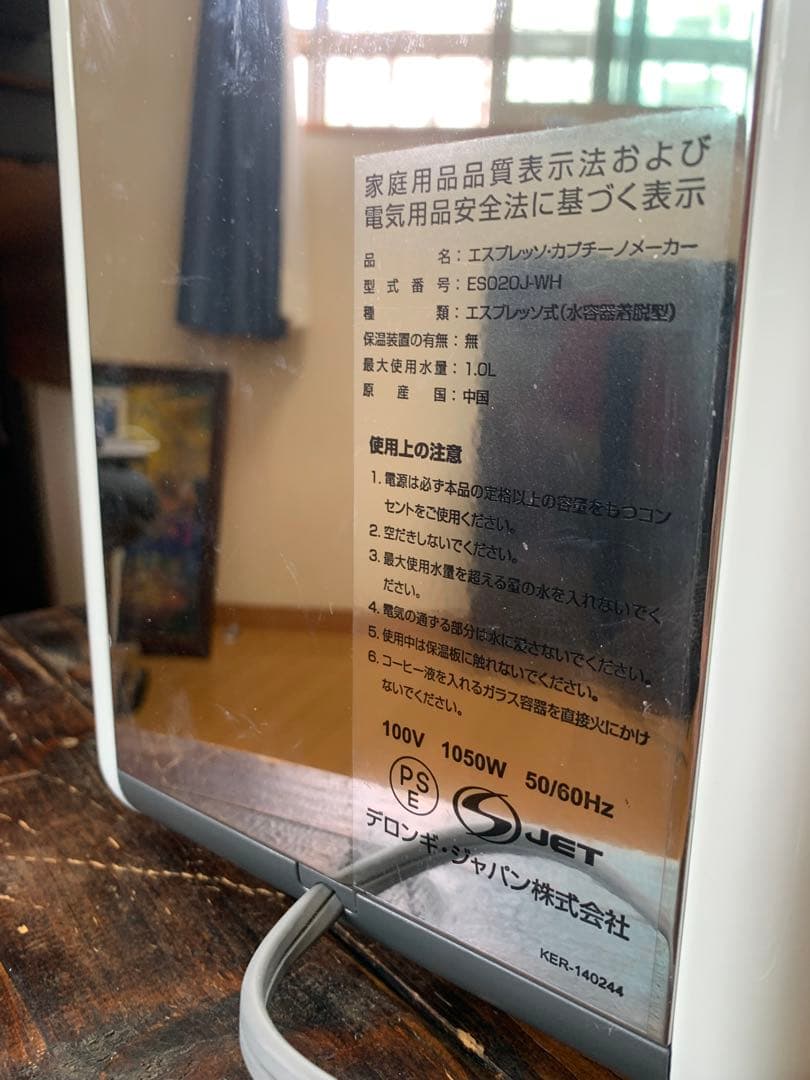 家庭用品品質表示法および
電気用品安全法に基づく表示
品名：エスプレッソ・カプチーノメーカー
型式番号：ES020J-WH
種類：エスプレッソ式(水容器着脱型)
保温装置の有無：無
最大使用水量：1.0L
原産国：中国
使用上の注意
1. 電源は必ず本品の定格以上の容量をもつコン
セントをご使用ください。
2. 空だきしないでください。
3. 最大使用水量を超える量の水を入れないでく
ださい。
4. 電気の通ずる部分は水に浸さないでください。
5. 使用中は保温板に触れないでください。
6. コーヒー液を入れるガラス容器を直接火にかけ
ないでください。
100V 1050W 50/60Hz
PS
E
JET
デロンギ・ジャパン株式会社
KER-140244